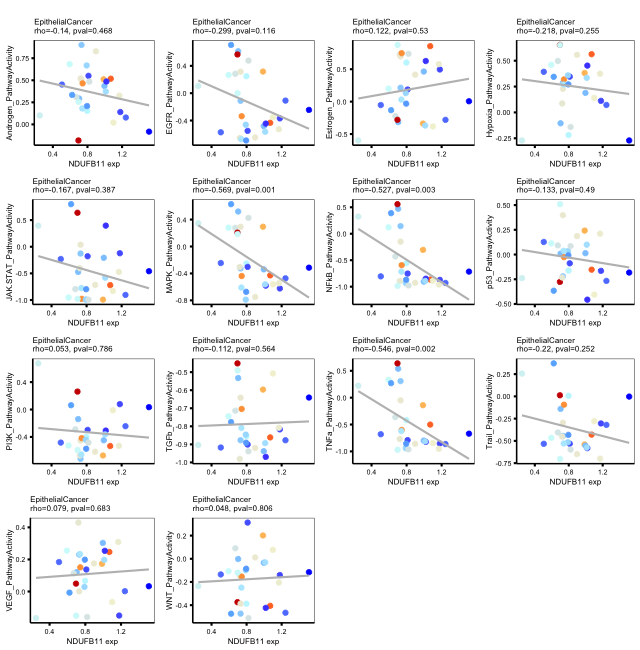 EpithelialCancer
rho=-0.14, pval=0.468
Androgen_PathwayActivity
0.75
0.50
0.25
0.00
0.4 0.8 1.2
NDUFB11 exp
EpithelialCancer
rho=-0.299, pval=0.116
EGFR_PathwayActivity
0.4
0.0
-0.4
0.4 0.8 1.2
NDUFB11 exp
EpithelialCancer
rho=0.122, pval=0.53
Estrogen_PathwayActivity
0.5
0.0
-0.5
0.4 0.8 1.2
NDUFB11 exp
EpithelialCancer
rho=-0.218, pval=0.255
Hypoxia_PathwayActivity
0.50
0.25
0.00
-0.25
0.4 0.8 1.2
NDUFB11 exp
EpithelialCancer
rho=-0.167, pval=0.387
JAK.STAT_PathwayActivity
0.5
0.0
-0.5
-1.0
0.4 0.8 1.2
NDUFB11 exp
EpithelialCancer
rho=-0.569, pval=0.001
MAPK_PathwayActivity
0.4
0.0
-0.4
-0.8
0.4 0.8 1.2
NDUFB11 exp
EpithelialCancer
rho=-0.527, pval=0.003
NFkB_PathwayActivity
0.5
0.0
-0.5
-1.0
0.4 0.8 1.2
NDUFB11 exp
EpithelialCancer
rho=-0.133, pval=0.49
p53_PathwayActivity
0.50
0.25
0.00
-0.25
-0.50
0.4 0.8 1.2
NDUFB11 exp
EpithelialCancer
rho=0.053, pval=0.786
PI3K_PathwayActivity
0.4
0.0
-0.4
0.4 0.8 1.2
NDUFB11 exp
EpithelialCancer
rho=-0.112, pval=0.564
TGFb_PathwayActivity
-0.5
-0.6
-0.7
-0.8
-0.9
-1.0
0.4 0.8 1.2
NDUFB11 exp
EpithelialCancer
rho=-0.546, pval=0.002
TNFa_PathwayActivity
0.5
0.0
-0.5
-1.0
0.4 0.8 1.2
NDUFB11 exp
EpithelialCancer
rho=-0.22, pval=0.252
Trail_PathwayActivity
0.25
0.00
-0.25
-0.50
-0.75
0.4 0.8 1.2
NDUFB11 exp
EpithelialCancer
rho=0.079, pval=0.683
VEGF_PathwayActivity
0.4
0.2
0.0
0.4 0.8 1.2
NDUFB11 exp
EpithelialCancer
rho=0.048, pval=0.806
WNT_PathwayActivity
0.2
0.0
-0.2
-0.4
0.4 0.8 1.2
NDUFB11 exp